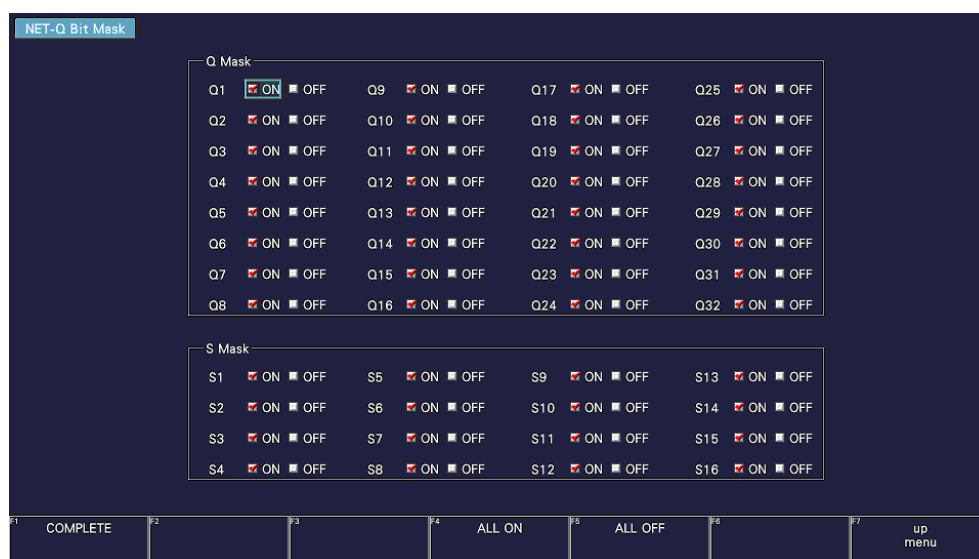 NET-Q Bit Mask
Q Mask
Q1 ON OFF Q9 ON OFF Q17 ON OFF Q25 ON OFF
Q2 ON OFF Q10 ON OFF Q18 ON OFF Q26 ON OFF
Q3 ON OFF Q11 ON OFF Q19 ON OFF Q27 ON OFF
Q4 ON OFF Q12 ON OFF Q20 ON OFF Q28 ON OFF
Q5 ON OFF Q13 ON OFF Q21 ON OFF Q29 ON OFF
Q6 ON OFF Q14 ON OFF Q22 ON OFF Q30 ON OFF
Q7 ON OFF Q15 ON OFF Q23 ON OFF Q31 ON OFF
Q8 ON OFF Q16 ON OFF Q24 ON OFF Q32 ON OFF
S Mask
S1 ON OFF S5 ON OFF S9 ON OFF S13 ON OFF
S2 ON OFF S6 ON OFF S10 ON OFF S14 ON OFF
S3 ON OFF S7 ON OFF S11 ON OFF S15 ON OFF
S4 ON OFF S8 ON OFF S12 ON OFF S16 ON OFF
F1 COMPLETE F2 F3 F4 ALL ON F5 ALL OFF F6 F7 up
menu